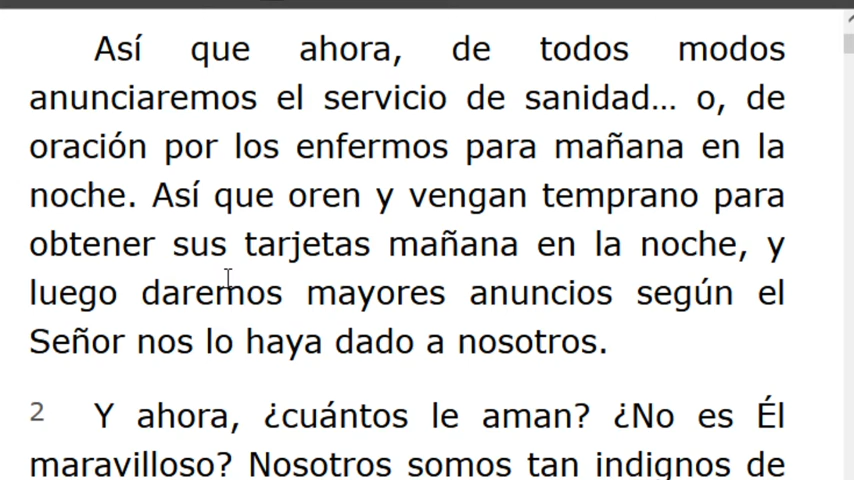 Así que ahora, de todos modos
anunciaremos el servicio de sanidad... o, de
oración por los enfermos para mañana en la
noche. Así que oren y vengan temprano para
obtener sus tarjetas mañana en la noche, y
luego daremos mayores anuncios según el
Señor nos lo haya dado a nosotros.
2 Y ahora, ¿cuántos le aman? ¿No es Él
maravilloso? Nosotros somos tan indignos de